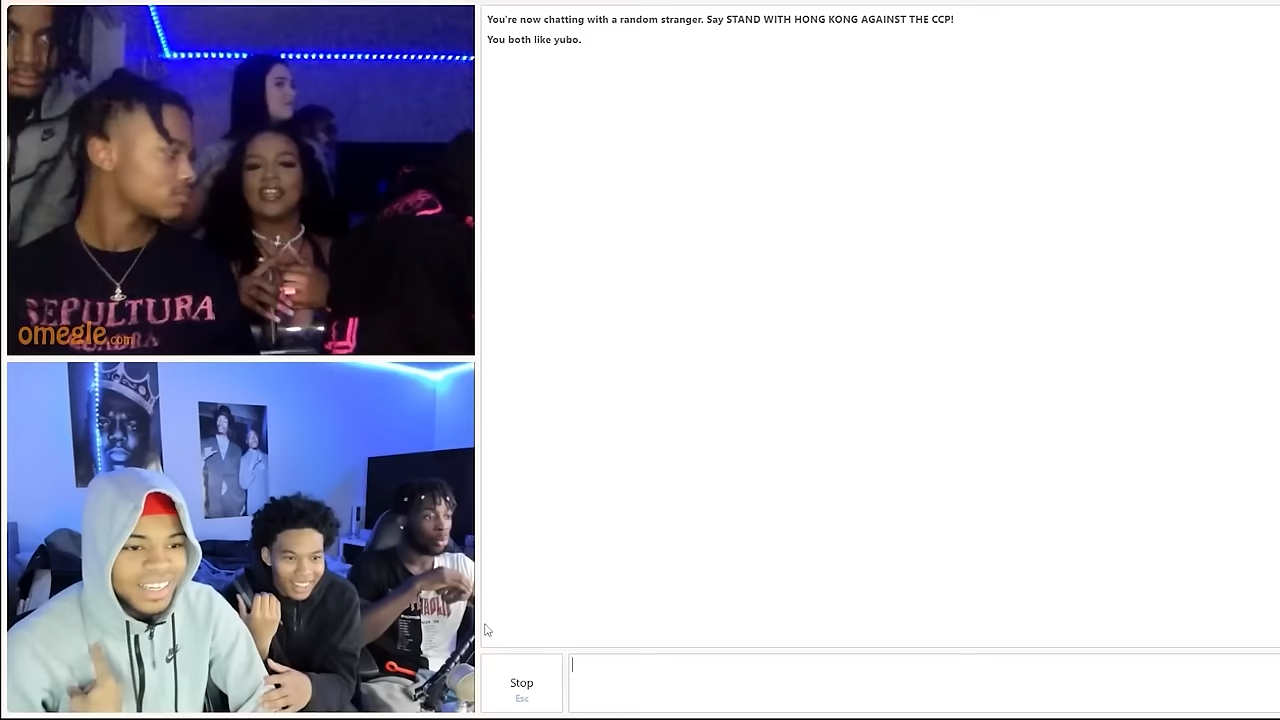 You're now chatting with a random stranger. Say STAND WITH HONG KONG AGAINST THE CCP!
You both like yubo.
SEPULTURA
QUADRA
omegle.com
Stop
Esc